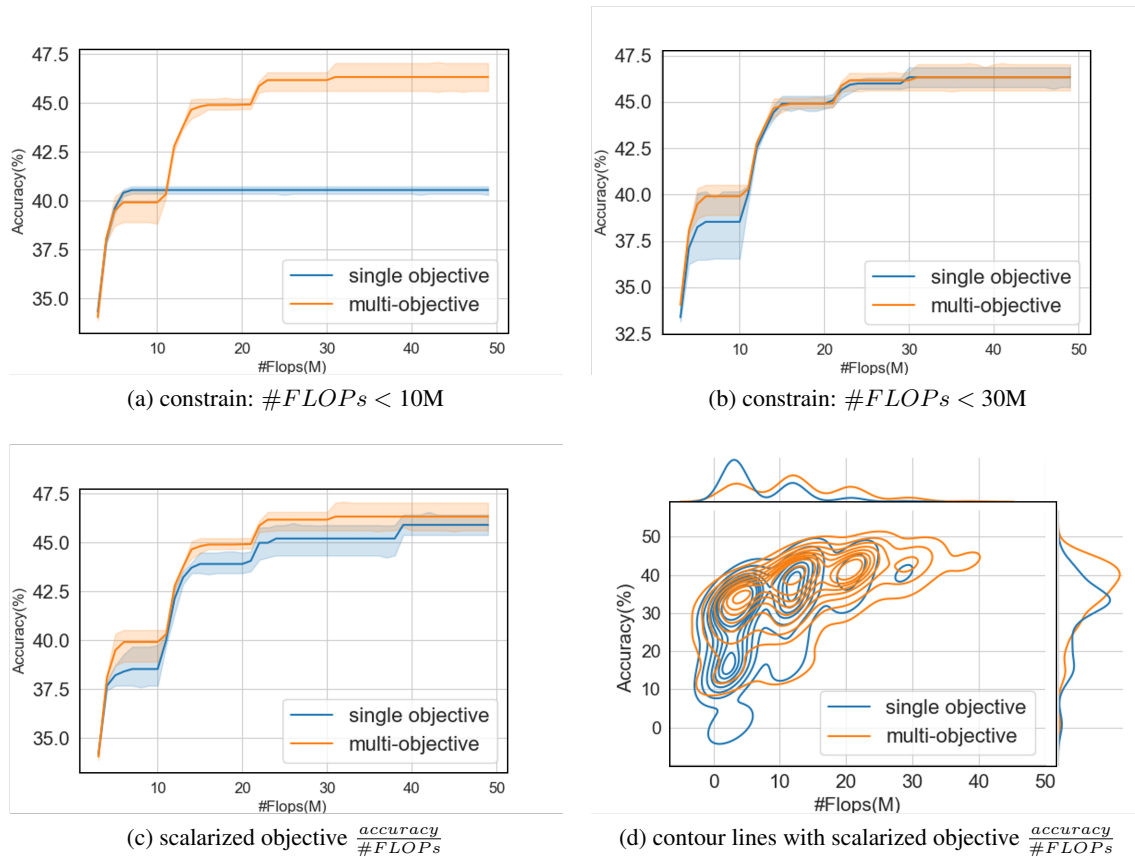 47.5
45.0
42.5
40.0
37.5
35.0
Accuracy(%)
single objective
multi-objective
10 20 30 40 50
#Flops(M)
(a) constrain: #FLOPs < 10M
47.5
45.0
42.5
40.0
37.5
35.0
32.5
Accuracy(%)
single objective
multi-objective
10 20 30 40 50
#Flops(M)
(b) constrain: #FLOPs < 30M
47.5
45.0
42.5
40.0
37.5
35.0
Accuracy(%)
single objective
multi-objective
10 20 30 40 50
#Flops(M)
(c) scalarized objective accuracy/#FLOPs
50
40
30
20
10
0
Accuracy(%)
single objective
multi-objective
0 10 20 30 40 50
#Flops(M)
(d) contour lines with scalarized objective accuracy/#FLOPs